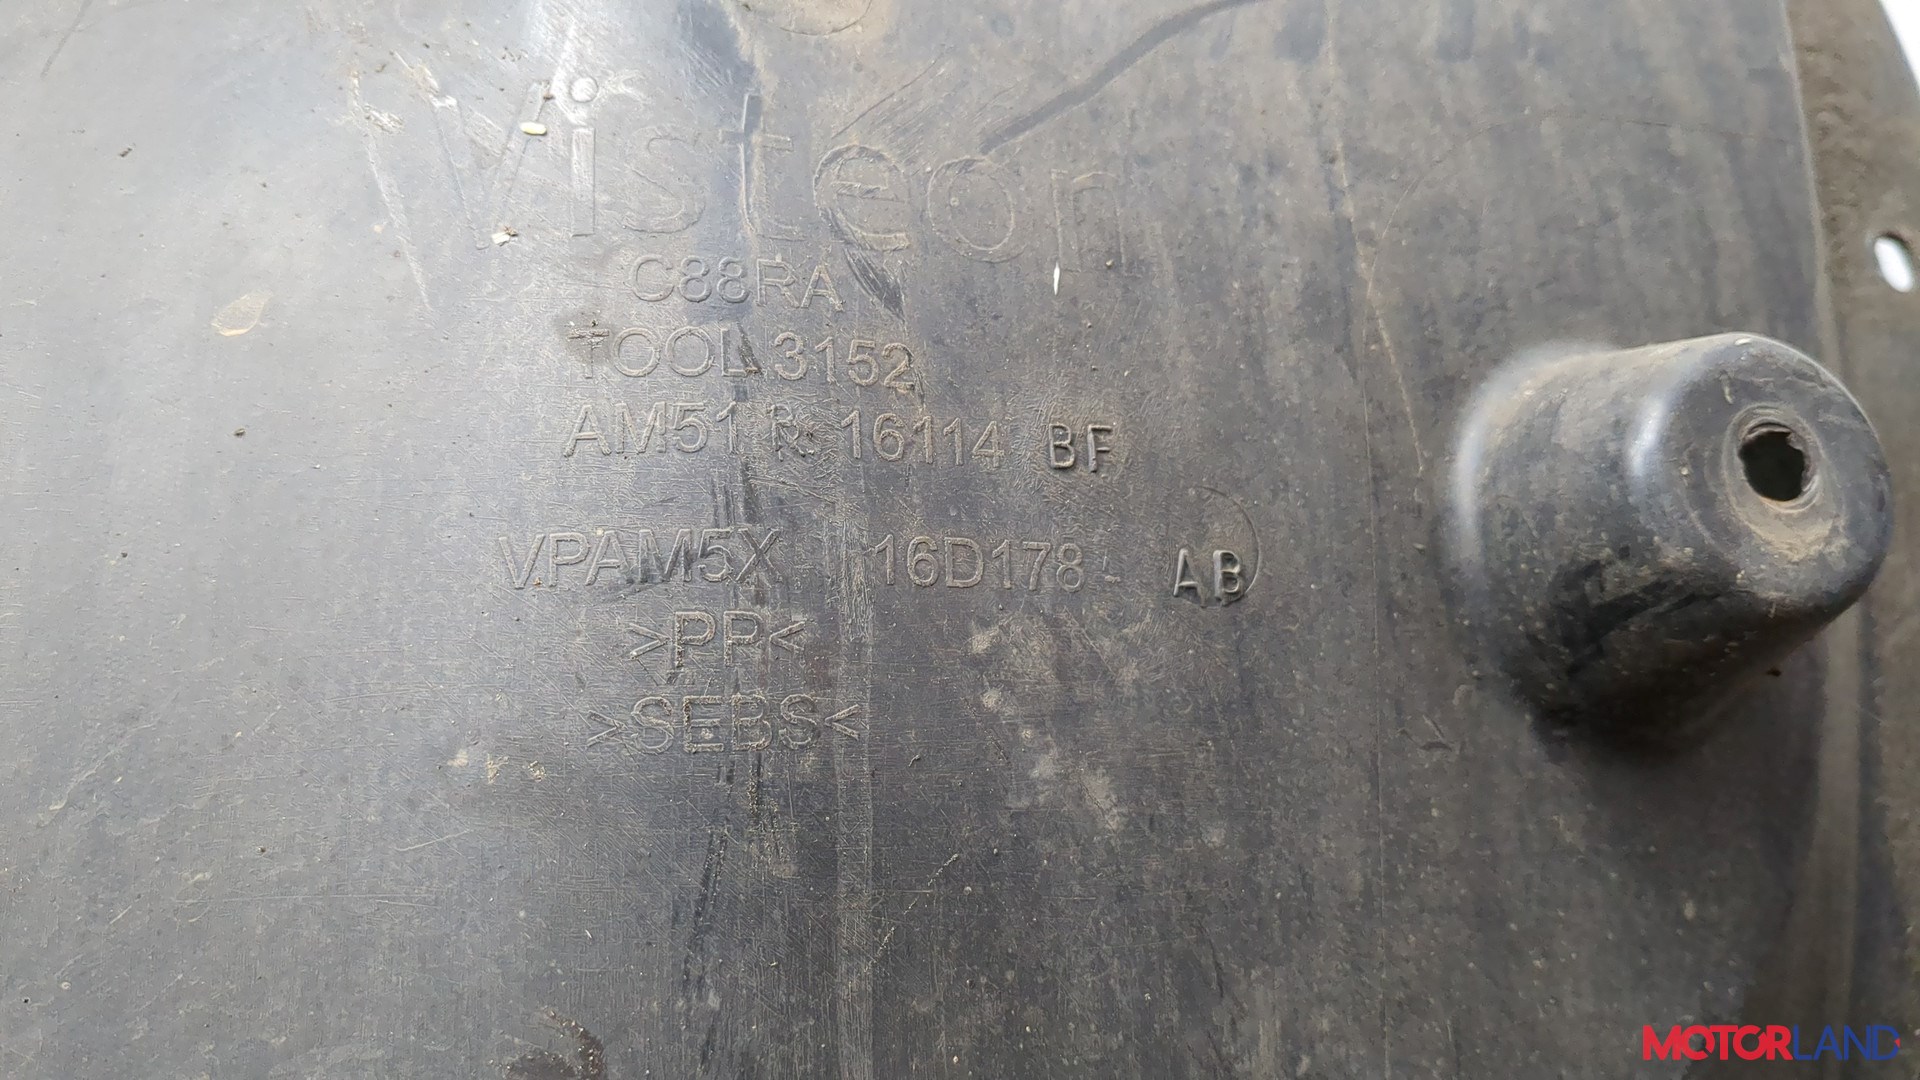 Visteon
C88RA
TOOL 3152
AM51 R 16114 BF
VPAM5X 16D178 AB
>PP<
>SEBS<
MOTORLAND